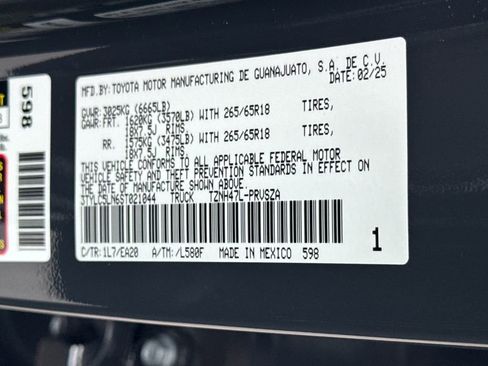 MFD.BY:TOYOTA MOTOR MANUFACTURING DE GUANAJUATO, S.A. DE C.V.
DATE: 02/25
GVWR:3025KG (6665LB)
GAWR:FRT. 1620KG (3570LB) WITH 265/65R18 TIRES,
18X7.5J RIMS
RR. 1575KG (3475LB) WITH 265/65R18 TIRES,
18X7.5J RIMS
THIS VEHICLE CONFORMS TO ALL APPLICABLE FEDERAL MOTOR
VEHICLE SAFETY AND THEFT PREVENTION STANDARDS IN EFFECT ON
THE DATE OF MANUFACTURE SHOWN ABOVE.
3TYLC5LN6ST021044 TRUCK TZNH47L-PRVSZA
C/TR:1L7/EA20 A/TM:/L580F MADE IN MEXICO 598
1
598